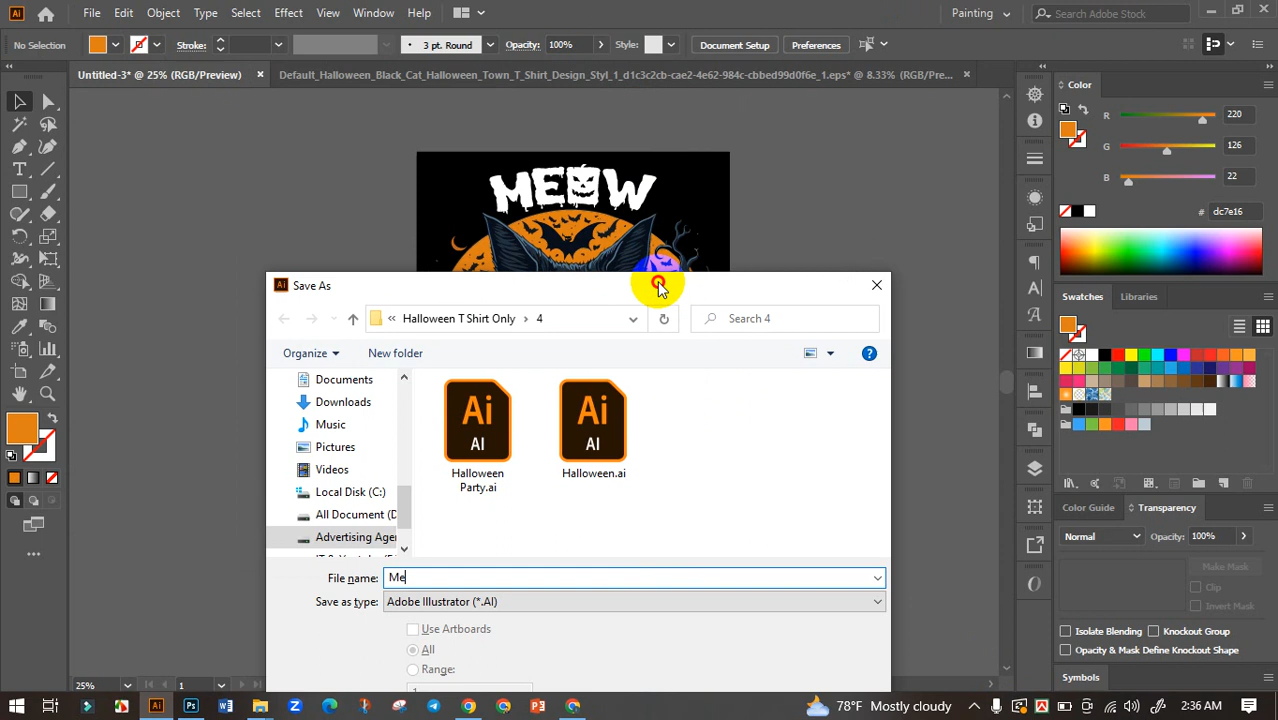 Ai File Edit Object Type Select Effect View Window Help Painting Search Adobe Stock
No Selection Stroke: 3 pt. Round Opacity: 100% Style: Document Setup Preferences
Untitled-3* @ 25% (RGB/Preview) Default_Halloween_Black_Cat_Halloween_Town_T_Shirt_Design_Styl_1_d1c3c2cb-cae2-4e62-984c-cbbed99d0f6e_1.eps* @ 8.33% (RGB/Pre...
Color
R 220
G 126
B 22
# dc7e16
MEOW
Swatches Libraries
Ai Save As
« Halloween T Shirt Only › 4 Search 4
Organize New folder
Documents
Downloads
Music
Pictures
Videos
Local Disk (C:)
All Document (D
Advertising Agen
Ai
AI
Halloween
Party.ai
Ai
AI
Halloween.ai
File name: Me
Save as type: Adobe Illustrator (*.AI)
Use Artboards
All
Range:
Color Guide Transparency
Normal Opacity: 100%
Make Mask
Clip
Invert Mask
Isolate Blending Knockout Group
Opacity & Mask Define Knockout Shape
Symbols
25% 1
Ai Ps 78°F Mostly cloudy 2:36 AM